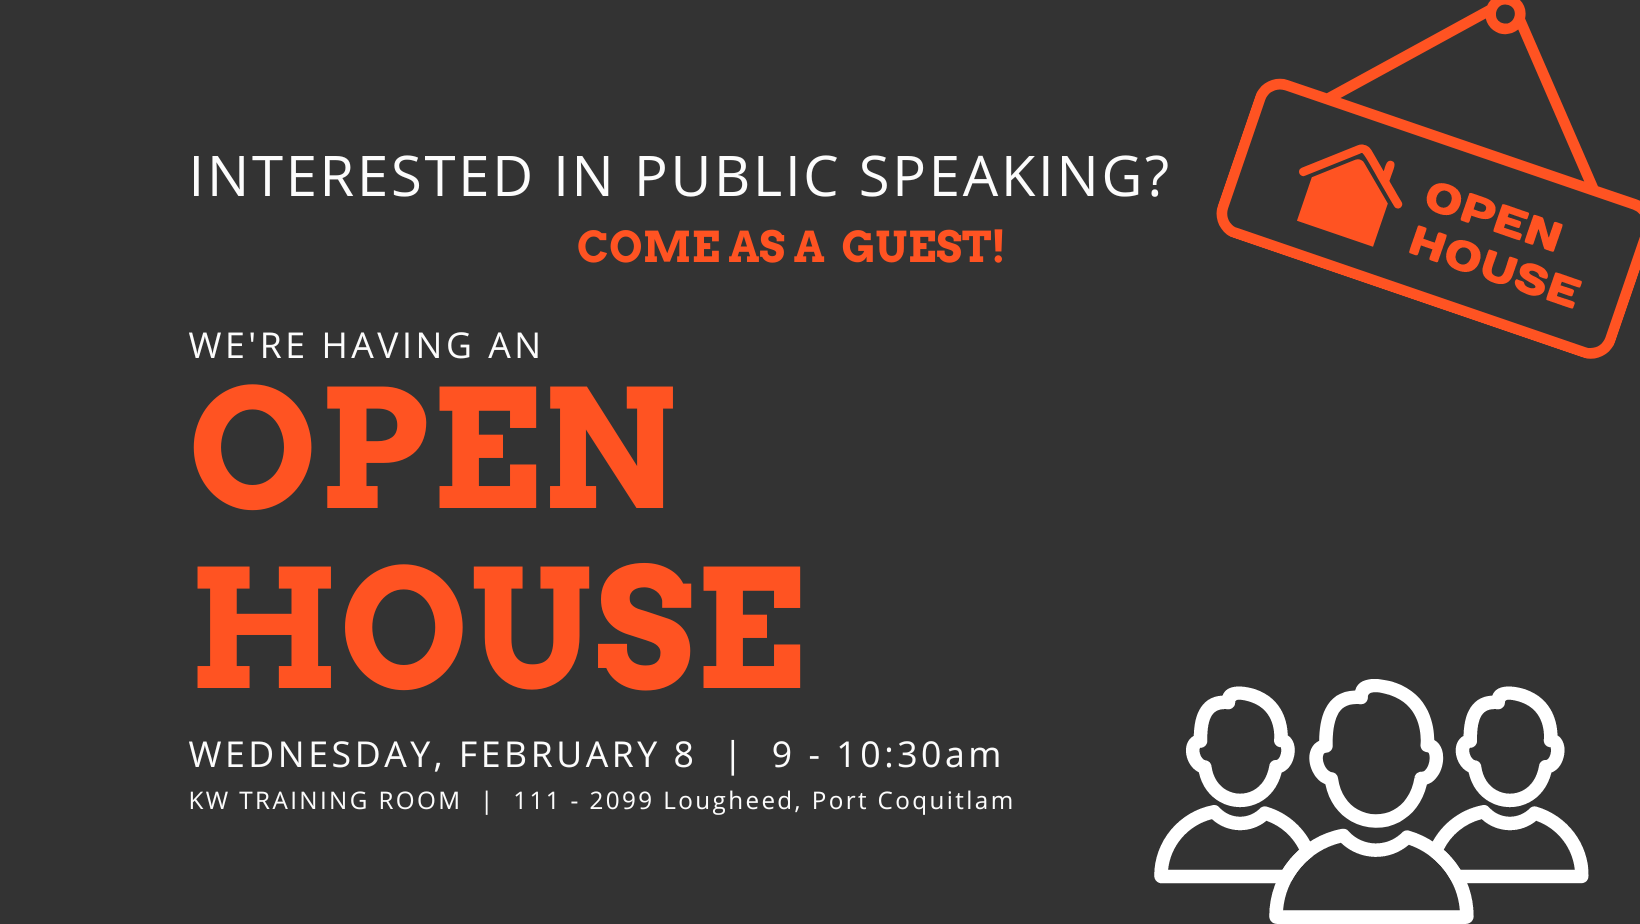 INTERESTED IN PUBLIC SPEAKING?
COME AS A GUEST!
OPEN
HOUSE
WE'RE HAVING AN
OPEN
HOUSE
WEDNESDAY, FEBRUARY 8 | 9 - 10:30am
KW TRAINING ROOM | 111 - 2099 Lougheed, Port Coquitlam